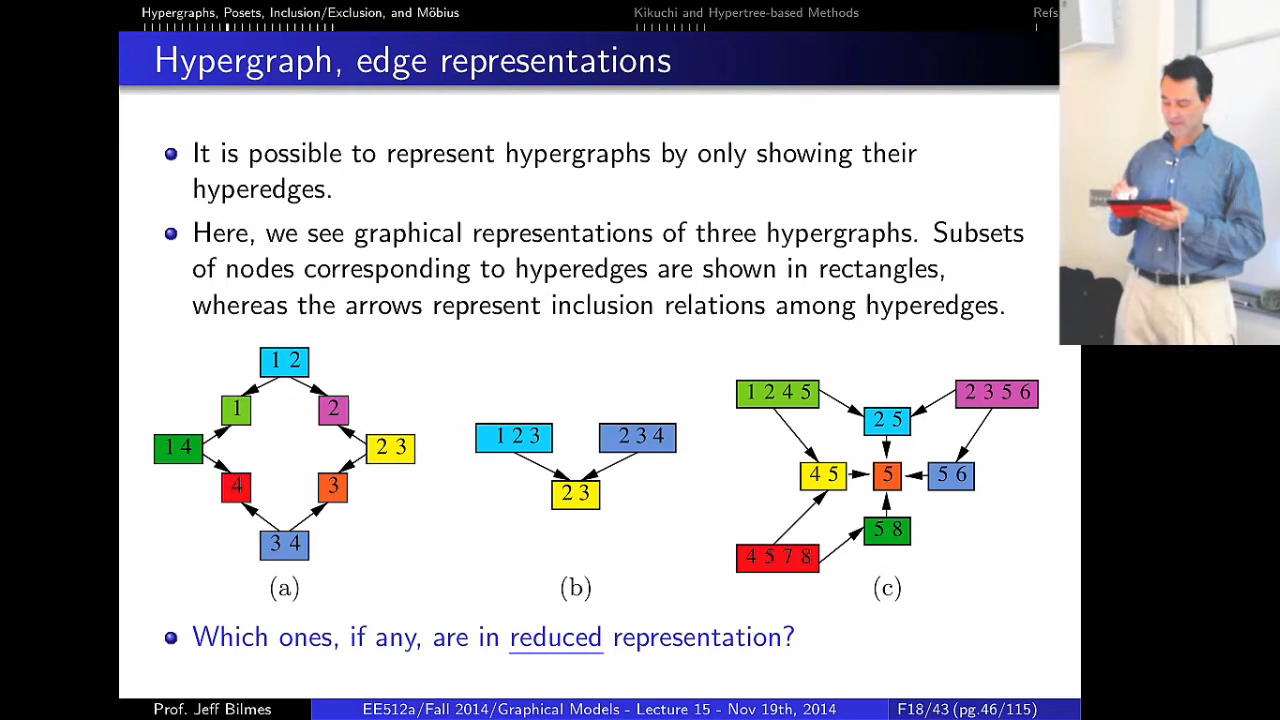 Hypergraphs, Posets, Inclusion/Exclusion, and Möbius Kikuchi and Hypertree-based Methods Refs
Hypergraph, edge representations
It is possible to represent hypergraphs by only showing their
hyperedges.
Here, we see graphical representations of three hypergraphs. Subsets
of nodes corresponding to hyperedges are shown in rectangles,
whereas the arrows represent inclusion relations among hyperedges.
1 2
1
2
1 4
2 3
4
3
3 4
(a)
1 2 3
2 3 4
2 3
(b)
1 2 4 5
2 3 5 6
2 5
4 5
5
5 6
5 8
4 5 7 8
(c)
Which ones, if any, are in reduced representation?
Prof. Jeff Bilmes EE512a/Fall 2014/Graphical Models - Lecture 15 - Nov 19th, 2014 F18/43 (pg.46/115)